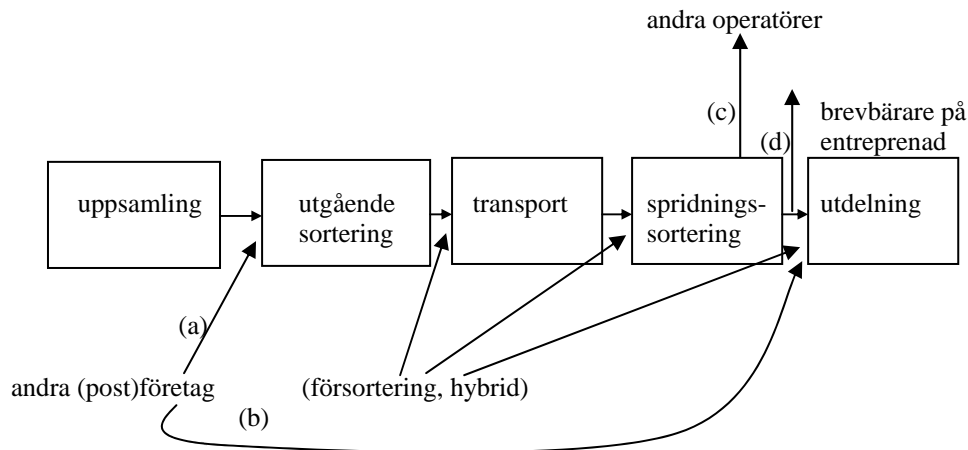 andra operatörer
(c)
(d)
brevbärare på
entreprenad
uppsamling
utgående
sortering
transport
spridnings-
sortering
utdelning
(a)
andra (post)företag
(försortering, hybrid)
(b)